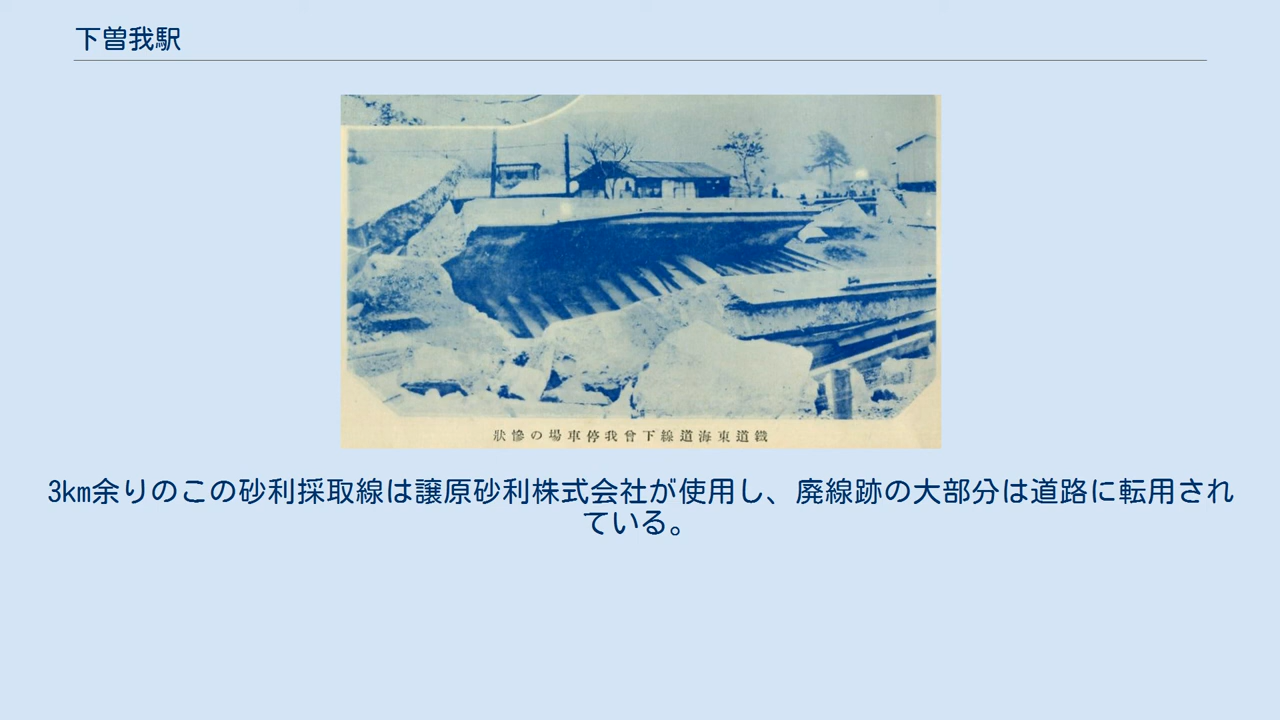 下曽我駅
狀惨の場車停我曾下線道海東道鐵
3km余りのこの砂利採取線は譲原砂利株式会社が使用し、廃線跡の大部分は道路に転用され
ている。